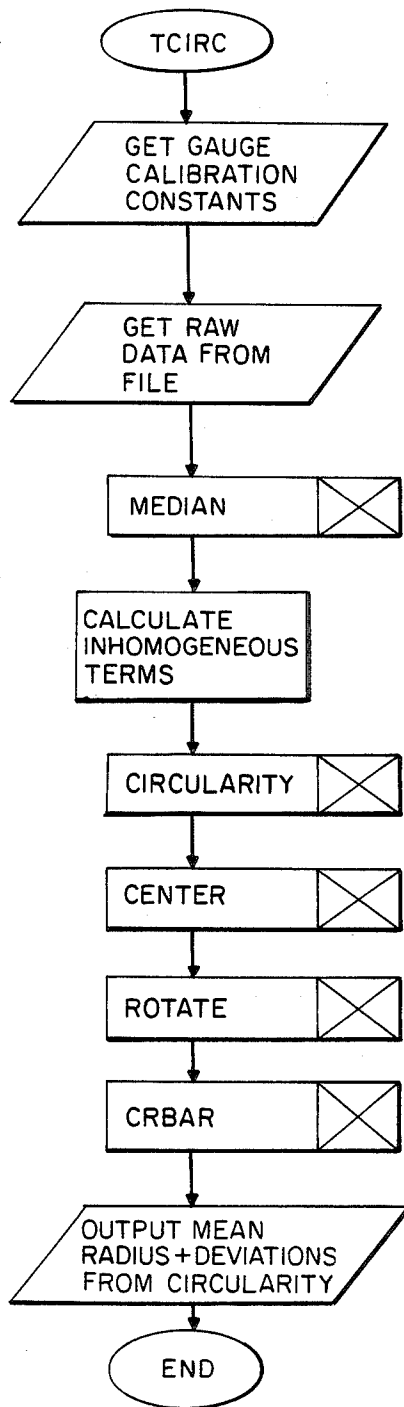 TCIRC
GET GAUGE
CALIBRATION
CONSTANTS
GET RAW
DATA FROM
FILE
MEDIAN
CALCULATE
INHOMOGENEOUS
TERMS
CIRCULARITY
CENTER
ROTATE
CRBAR
OUTPUT MEAN
RADIUS+DEVIATIONS
FROM CIRCULARITY
END